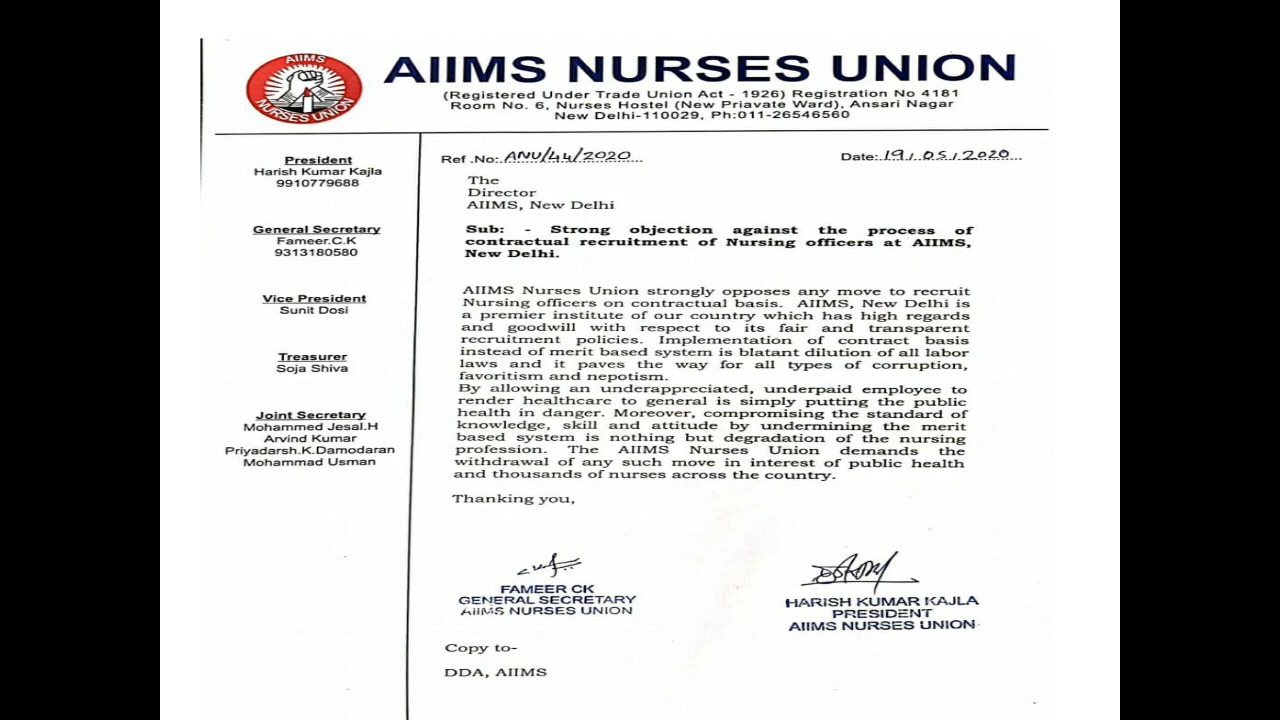 AIIMS
NURSES UNION
AIIMS NURSES UNION
(Registered Under Trade Union Act - 1926) Registration No 4181
Room No. 6, Nurses Hostel (New Priavate Ward), Ansari Nagar
New Delhi-110029, Ph:011-26546560
President
Harish Kumar Kajla
9910779688
General Secretary
Fameer.C.K
9313180580
Vice President
Sunit Dosi
Treasurer
Soja Shiva
Joint Secretary
Mohammed Jesal.H
Arvind Kumar
Priyadarsh.K.Damodaran
Mohammad Usman
Ref .No: ANU/44/2020
Date: 19/05/2020
The
Director
AIIMS, New Delhi
Sub: - Strong objection against the process of
contractual recruitment of Nursing officers at AIIMS,
New Delhi.
AIIMS Nurses Union strongly opposes any move to recruit
Nursing officers on contractual basis. AIIMS, New Delhi is
a premier institute of our country which has high regards
and goodwill with respect to its fair and transparent
recruitment policies. Implementation of contract basis
instead of merit based system is blatant dilution of all labor
laws and it paves the way for all types of corruption,
favoritism and nepotism.
By allowing an underappreciated, underpaid employee to
render healthcare to general is simply putting the public
health in danger. Moreover, compromising the standard of
knowledge, skill and attitude by undermining the merit
based system is nothing but degradation of the nursing
profession. The AIIMS Nurses Union demands the
withdrawal of any such move in interest of public health
and thousands of nurses across the country.
Thanking you,
FAMEER CK
GENERAL SECRETARY
AIIMS NURSES UNION
HARISH KUMAR KAJLA
PRESIDENT
AIIMS NURSES UNION
Copy to-
DDA, AIIMS